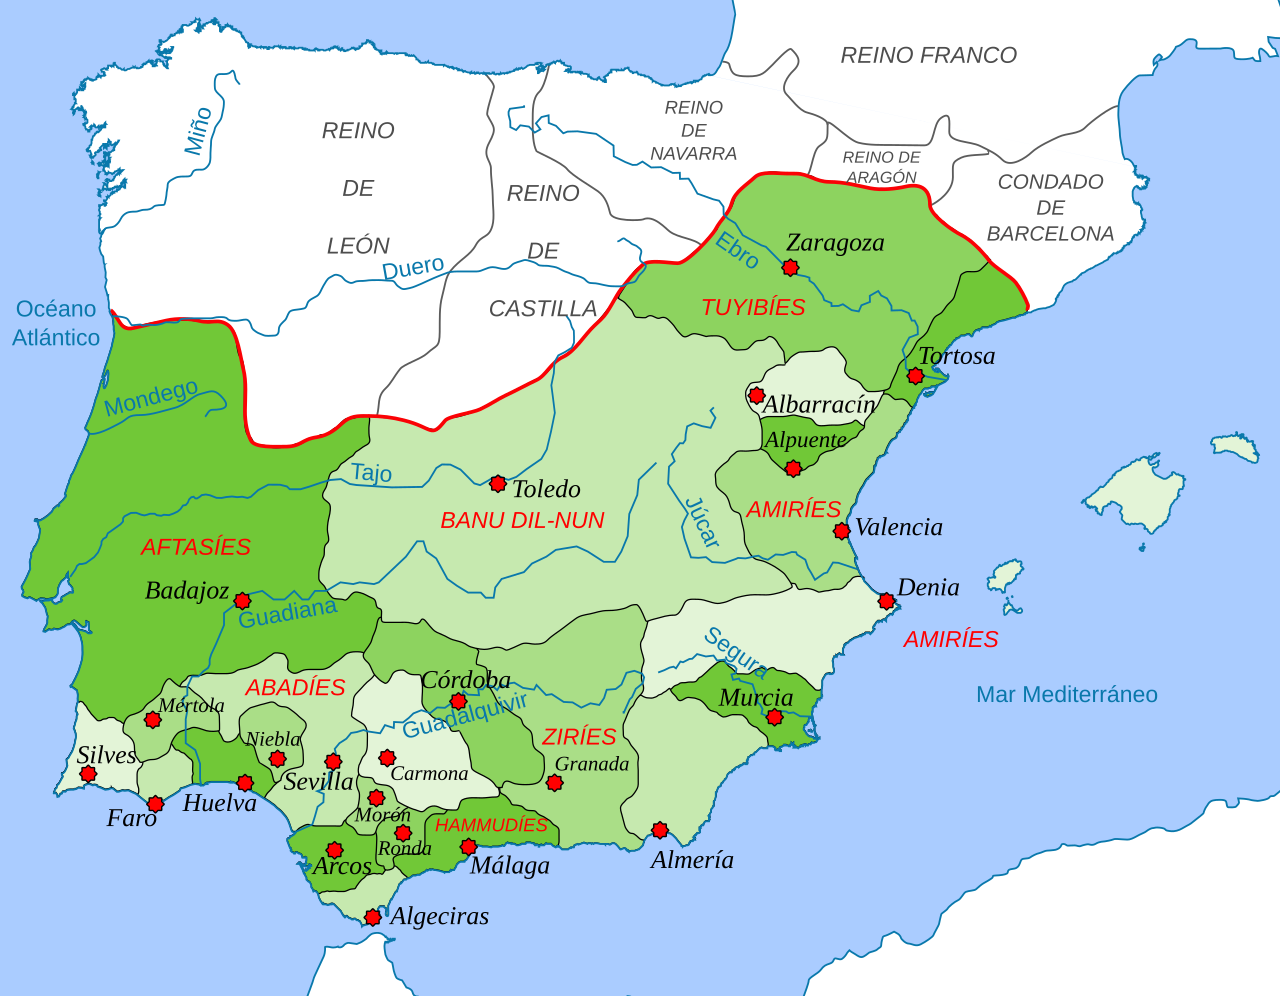 REINO FRANCO
REINO
DE
NAVARRA
REINO
DE
LEÓN
Miño
REINO DE
ARAGÓN
CONDADO
DE
BARCELONA
REINO
DE
CASTILLA
Duero
Ebro
Zaragoza
TUYIBÍES
Océano
Atlántico
Tortosa
Mondego
Albarracín
Alpuente
Tajo
Toledo
BANU DIL-NUN
Júcar
AMIRÍES
Valencia
AFTASÍES
Badajoz
Guadiana
Denia
AMIRÍES
Segura
Mar Mediterráneo
ABADÍES
Córdoba
Murcia
Mértola
Guadalquivir
Niebla
ZIRÍES
Silves
Sevilla
Carmona
Granada
Faro
Huelva
Morón
HAMMUDÍES
Ronda
Arcos
Málaga
Almería
Algeciras